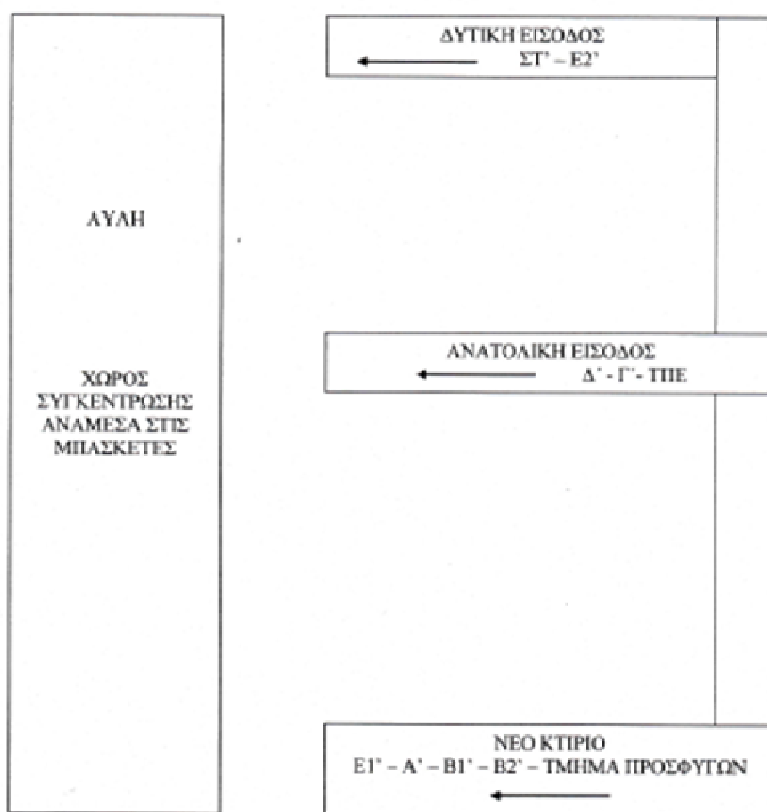 ΔΥΤΙΚΗ ΕΙΣΟΔΟΣ
ΣΤ' – Ε2'
ΑΥΛΗ
ΧΩΡΟΣ
ΣΥΓΚΕΝΤΡΩΣΗΣ
ΑΝΑΜΕΣΑ ΣΤΙΣ
ΜΠΑΣΚΕΤΕΣ
ΑΝΑΤΟΛΙΚΗ ΕΙΣΟΔΟΣ
Δ' - Γ' - ΤΠΕ
ΝΕΟ ΚΤΙΡΙΟ
Ε1' – Α' – Β1' – Β2' – ΤΜΗΜΑ ΠΡΟΣΦΥΓΩΝ